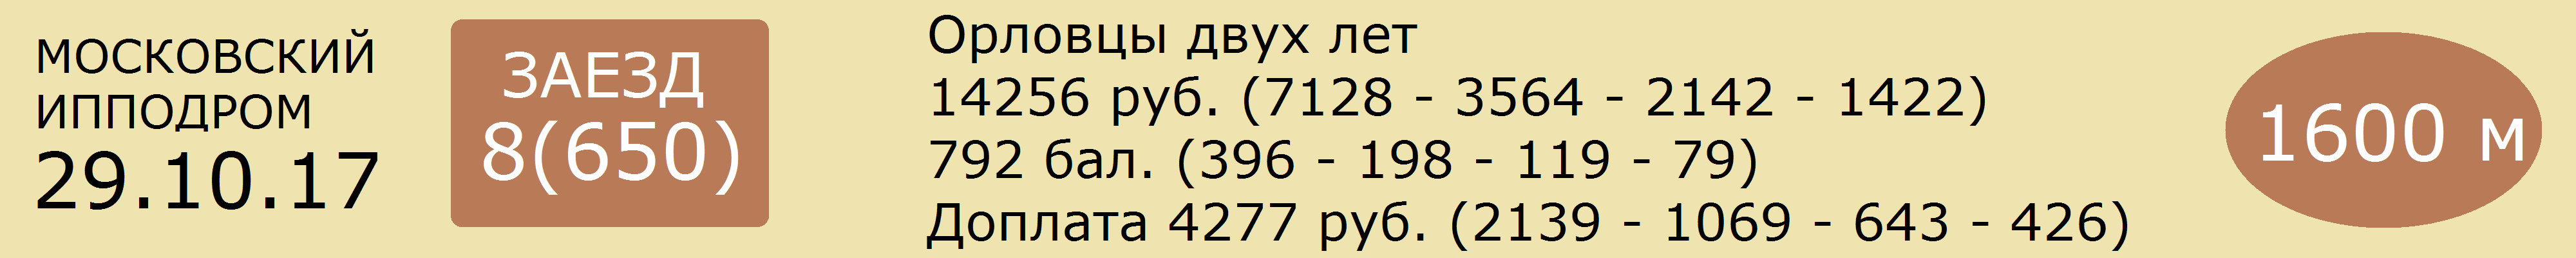 МОСКОВСКИЙ
ИППОДРОМ
29.10.17
ЗАЕЗД
8(650)
Орловцы двух лет
14256 руб. (7128 - 3564 - 2142 - 1422)
792 бал. (396 - 198 - 119 - 79)
Доплата 4277 руб. (2139 - 1069 - 643 - 426)
1600 м